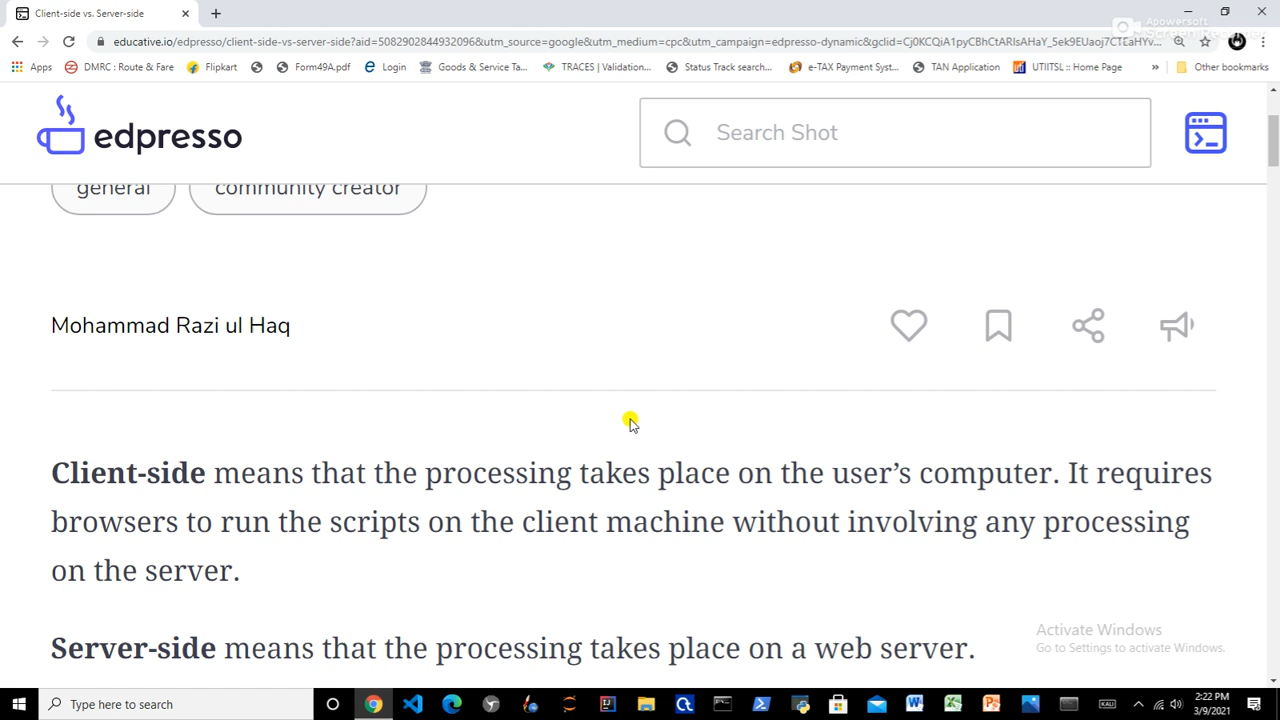 Client-side vs. Server-side
Apowersoft
Screen Recorder
educative.io/edpresso/client-side-vs-server-side?aid=5082902844932096&utm_source=google&utm_medium=cpc&utm_campaign=edpresso-dynamic&gclid=
Apps DMRC : Route & Fare Flipkart Form49A.pdf Login Goods & Service Ta... TRACES | Validation... Status Track search... e-TAX Payment Syst... TAN Application UTIITSL :: Home Page » Other bookmarks
edpresso Search Shot
general community creator
Mohammad Razi ul Haq
Client-side means that the processing takes place on the user’s computer. It requires
browsers to run the scripts on the client machine without involving any processing
on the server.
Server-side means that the processing takes place on a web server.
Activate Windows
Go to Settings to activate Windows.
Type here to search
KALI
2:22 PM
3/9/2021